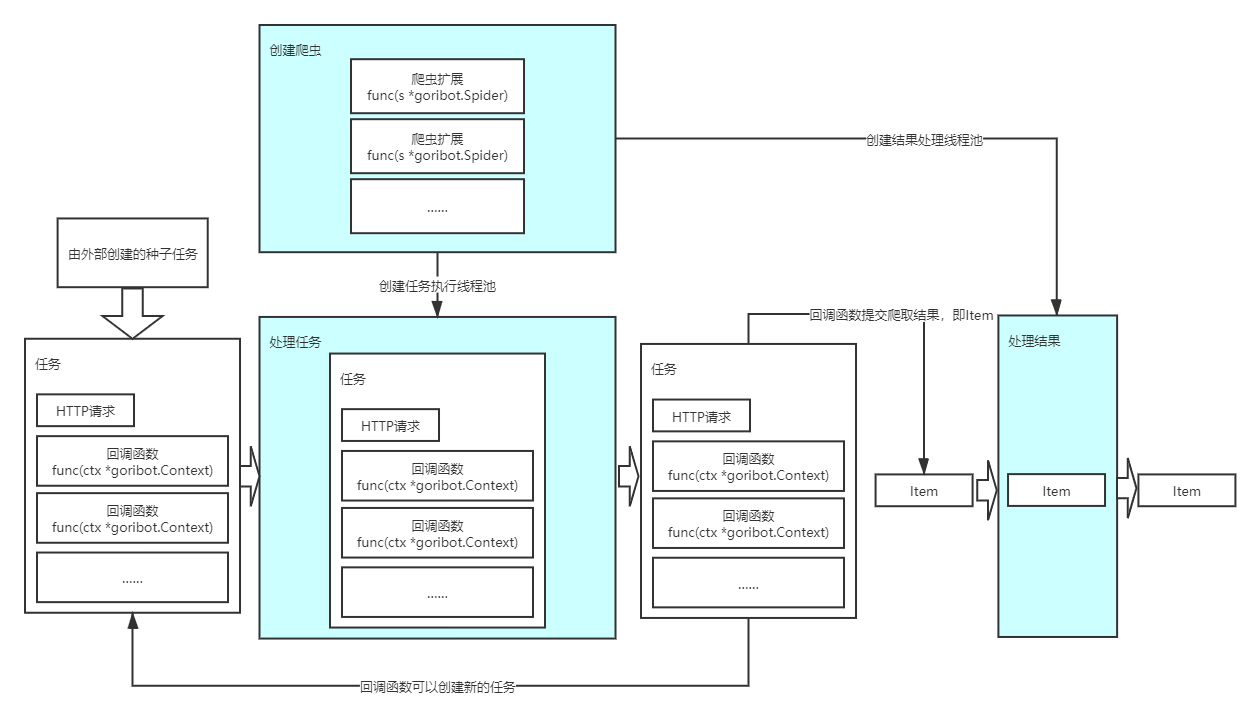 创建爬虫
爬虫扩展
func(s *goribot.Spider)
爬虫扩展
func(s *goribot.Spider)
......
创建结果处理线程池
由外部创建的种子任务
创建任务执行线程池
任务
HTTP请求
回调函数
func(ctx *goribot.Context)
回调函数
func(ctx *goribot.Context)
......
处理任务
任务
HTTP请求
回调函数
func(ctx *goribot.Context)
回调函数
func(ctx *goribot.Context)
......
任务
HTTP请求
回调函数
func(ctx *goribot.Context)
回调函数
func(ctx *goribot.Context)
......
回调函数提交爬取结果，即Item
Item
处理结果
Item
Item
回调函数可以创建新的任务